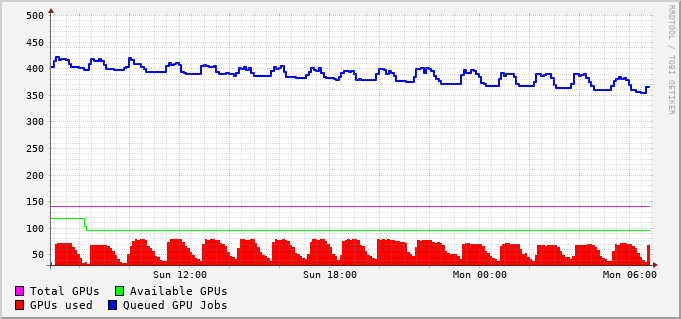 RRDTOOL / TOBI OETIKER
500
450
400
350
300
250
200
150
100
50
Sun 12:00 Sun 18:00 Mon 00:00 Mon 06:00
Total GPUs Available GPUs
GPUs used Queued GPU Jobs